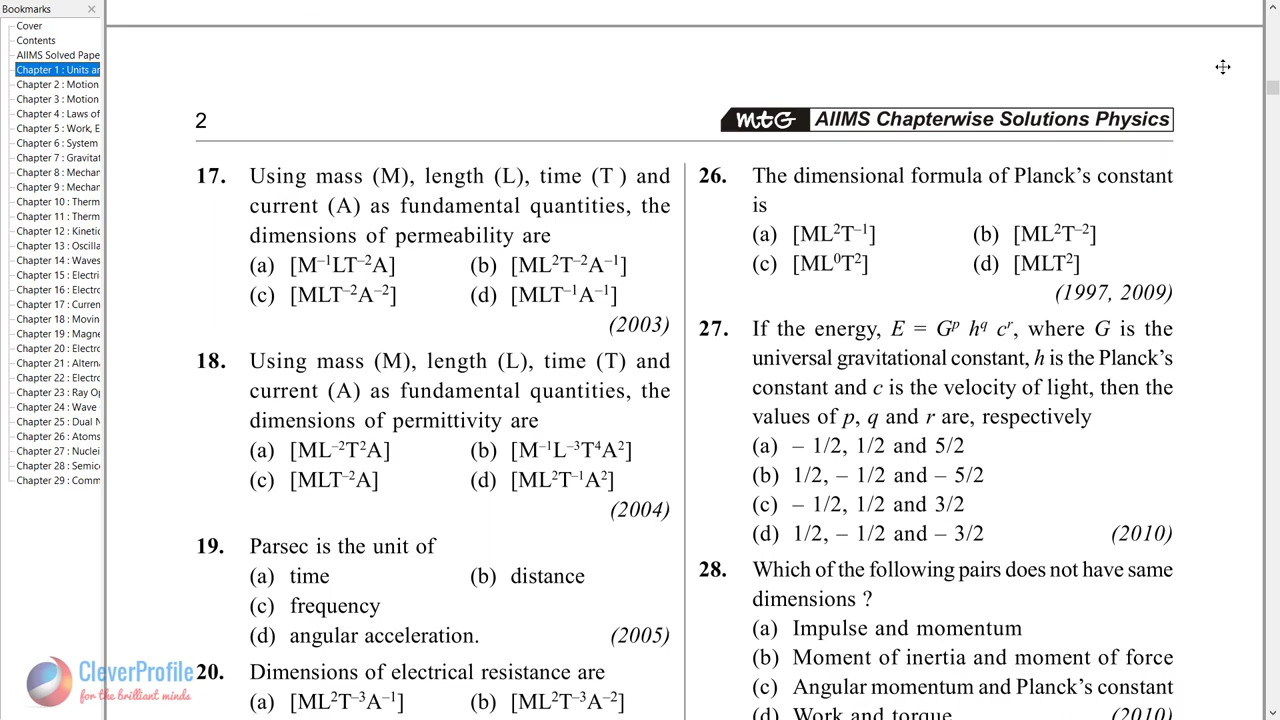 Bookmarks
Cover
Contents
AIIMS Solved Pape
Chapter 1 : Units ar
Chapter 2 : Motion
Chapter 3 : Motion
Chapter 4 : Laws of
Chapter 5 : Work, E
Chapter 6 : System
Chapter 7 : Gravitat
Chapter 8 : Mechar
Chapter 9 : Mechar
Chapter 10 : Therm
Chapter 11 : Therm
Chapter 12 : Kinetic
Chapter 13 : Oscilla
Chapter 14 : Waves
Chapter 15 : Electri
Chapter 16 : Electro
Chapter 17 : Curren
Chapter 18 : Movin
Chapter 19 : Magne
Chapter 20 : Electro
Chapter 21 : Altern
Chapter 22 : Electro
Chapter 23 : Ray Op
Chapter 24 : Wave
Chapter 25 : Dual N
Chapter 26 : Atoms
Chapter 27 : Nuclei
Chapter 28 : Semic
Chapter 29 : Comm
2
mtG AIIMS Chapterwise Solutions Physics
17. Using mass (M), length (L), time (T ) and
current (A) as fundamental quantities, the
dimensions of permeability are
(a) [M⁻¹LT⁻²A] (b) [ML²T⁻²A⁻¹]
(c) [MLT⁻²A⁻²] (d) [MLT⁻¹A⁻¹]
(2003)
18. Using mass (M), length (L), time (T) and
current (A) as fundamental quantities, the
dimensions of permittivity are
(a) [ML⁻²T²A] (b) [M⁻¹L⁻³T⁴A²]
(c) [MLT⁻²A] (d) [ML²T⁻¹A²]
(2004)
19. Parsec is the unit of
(a) time (b) distance
(c) frequency
(d) angular acceleration. (2005)
20. Dimensions of electrical resistance are
(a) [ML²T⁻³A⁻¹] (b) [ML²T⁻³A⁻²]
26. The dimensional formula of Planck's constant
is
(a) [ML²T⁻¹] (b) [ML²T⁻²]
(c) [ML⁰T²] (d) [MLT²]
(1997, 2009)
27. If the energy, E = Gᵖ h^q cʳ, where G is the
universal gravitational constant, h is the Planck's
constant and c is the velocity of light, then the
values of p, q and r are, respectively
(a) – 1/2, 1/2 and 5/2
(b) 1/2, – 1/2 and – 5/2
(c) – 1/2, 1/2 and 3/2
(d) 1/2, – 1/2 and – 3/2 (2010)
28. Which of the following pairs does not have same
dimensions ?
(a) Impulse and momentum
(b) Moment of inertia and moment of force
(c) Angular momentum and Planck's constant
(d) Work and torque (2010)
CleverProfile
for the brilliant minds